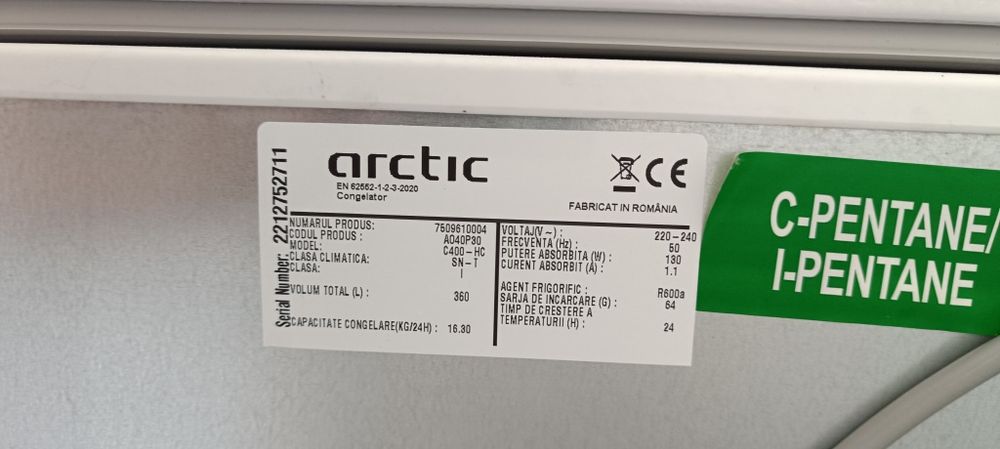 arctic
EN 62552-1-2-3-2020
Congelator
FABRICAT IN ROMÂNIA
Serial Number: 2212752711
NUMARUL PRODUS: 7509610004
CODUL PRODUS : AO40P30
MODEL: C400-HC
CLASA CLIMATICA: SN-T
CLASA: I
VOLUM TOTAL (L) : 360
CAPACITATE CONGELARE(KG/24H) : 16.30
VOLTAJ(V ~) : 220-240
FRECVENTA (Hz) : 50
PUTERE ABSORBITA (W) : 130
CURENT ABSORBIT (A) : 1.1
AGENT FRIGORIFIC : R600a
SARJA DE INCARCARE (G) : 64
TIMP DE CRESTERE A
TEMPERATURII (H) : 24
C-PENTANE/
I-PENTANE